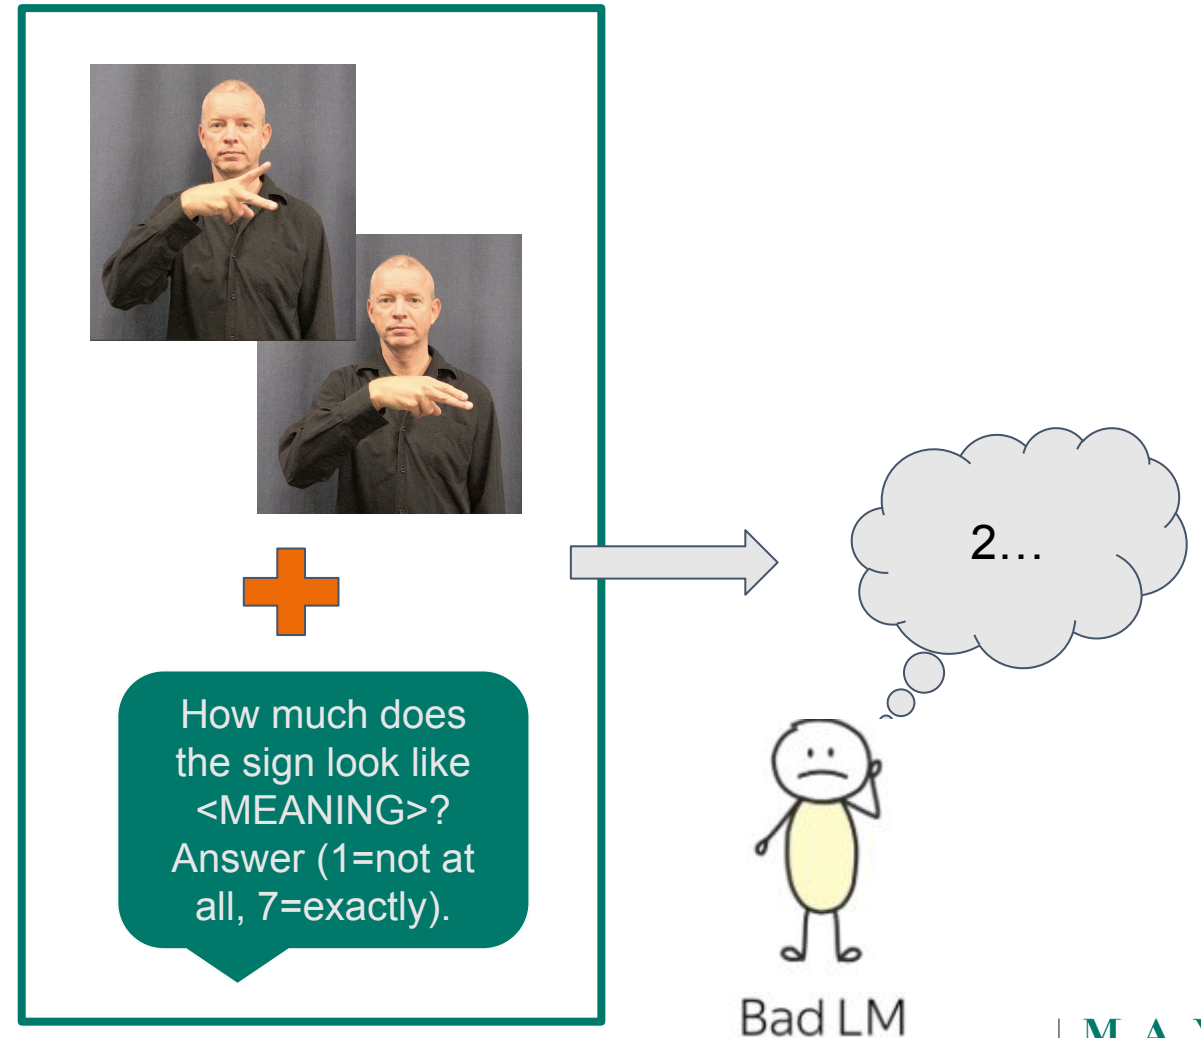 2…
How much does
the sign look like
<MEANING>?
Answer (1=not at
all, 7=exactly).
Bad LM
M A